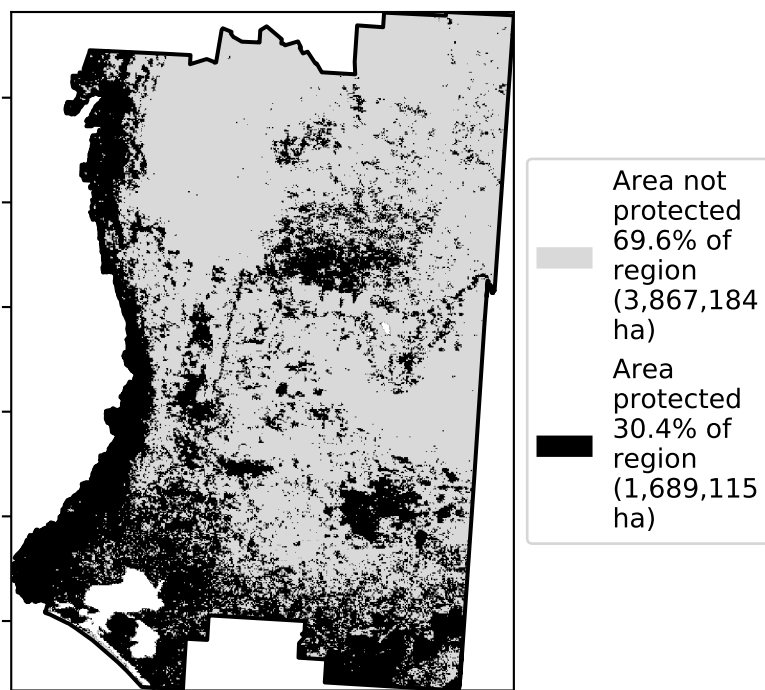 Area not
protected
69.6% of
region
(3,867,184
ha)
Area
protected
30.4% of
region
(1,689,115
ha)